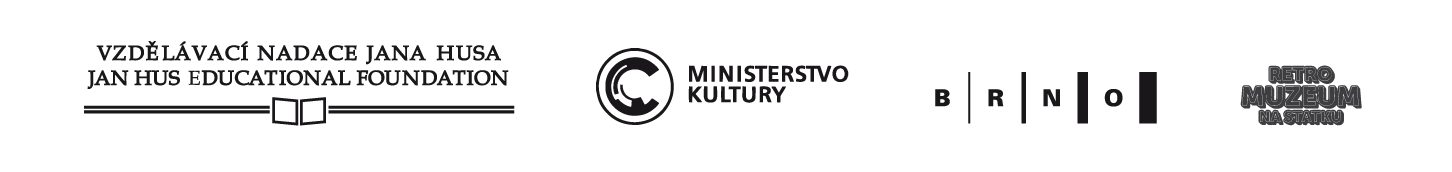 VZDĚLÁVACÍ NADACE JANA HUSA
JAN HUS EDUCATIONAL FOUNDATION
MINISTERSTVO
KULTURY
B R N O
RETRO
MUZEUM
NA STATKU